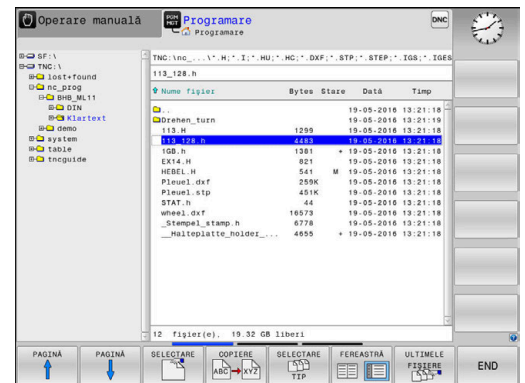 Operare manuală
PGM
MGT
Programare
Programare
DNC
SF:\
TNC:\
lost+found
nc_prog
BHB_ML11
DIN
Klartext
demo
system
table
tncguide
TNC:\nc_...\*.H;*.I;*.HU;*.HC;*.DXF;*.STP;*.STEP;*.IGS;*.IGES
113_128.h
Nume fişier Bytes Stare Dată Timp
.. 19-05-2016 13:21:18
Drehen_turn 19-05-2016 13:21:19
113.H 1299 19-05-2016 13:21:18
113_128.h 4483 19-05-2016 13:21:18
1GB.h 1381 + 19-05-2016 13:21:18
EX14.H 821 19-05-2016 13:21:18
HEBEL.H 541 M 19-05-2016 13:21:18
Pleuel.dxf 259K 19-05-2016 13:21:18
Pleuel.stp 451K 19-05-2016 13:21:18
STAT.h 44 19-05-2016 13:21:18
wheel.dxf 16573 19-05-2016 13:21:18
_Stempel_stamp.h 6778 19-05-2016 13:21:18
__Halteplatte_holder_... 4655 + 19-05-2016 13:21:18
12 fişier(e). 19.32 GB liberi
PAGINĂ
PAGINĂ
SELECTARE
COPIERE
ABC XYZ
SELECTARE
TIP
FEREASTRĂ
ULTIMELE
FIŞIERE
END